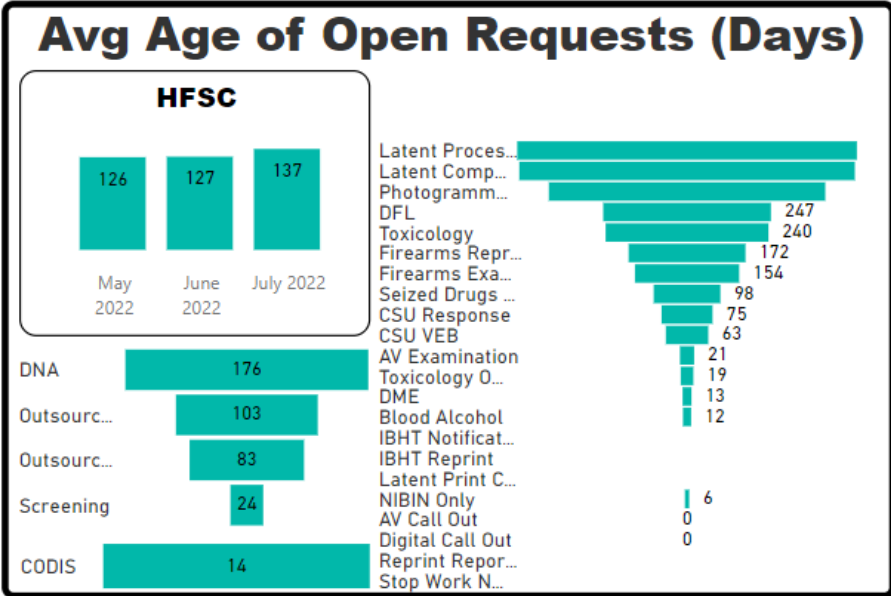 Avg Age of Open Requests (Days)
HFSC
126
127
137
May
2022
June
2022
July 2022
DNA
176
Outsourc...
103
Outsourc...
83
Screening
24
CODIS
14
Latent Proces...
Latent Comp...
Photogramm...
DFL
247
Toxicology
240
Firearms Repr...
172
Firearms Exa...
154
Seized Drugs ...
98
CSU Response
75
CSU VEB
63
AV Examination
21
Toxicology O...
19
DME
13
Blood Alcohol
12
IBHT Notificat...
IBHT Reprint
Latent Print C...
NIBIN Only
6
AV Call Out
0
Digital Call Out
0
Reprint Repor...
Stop Work N...